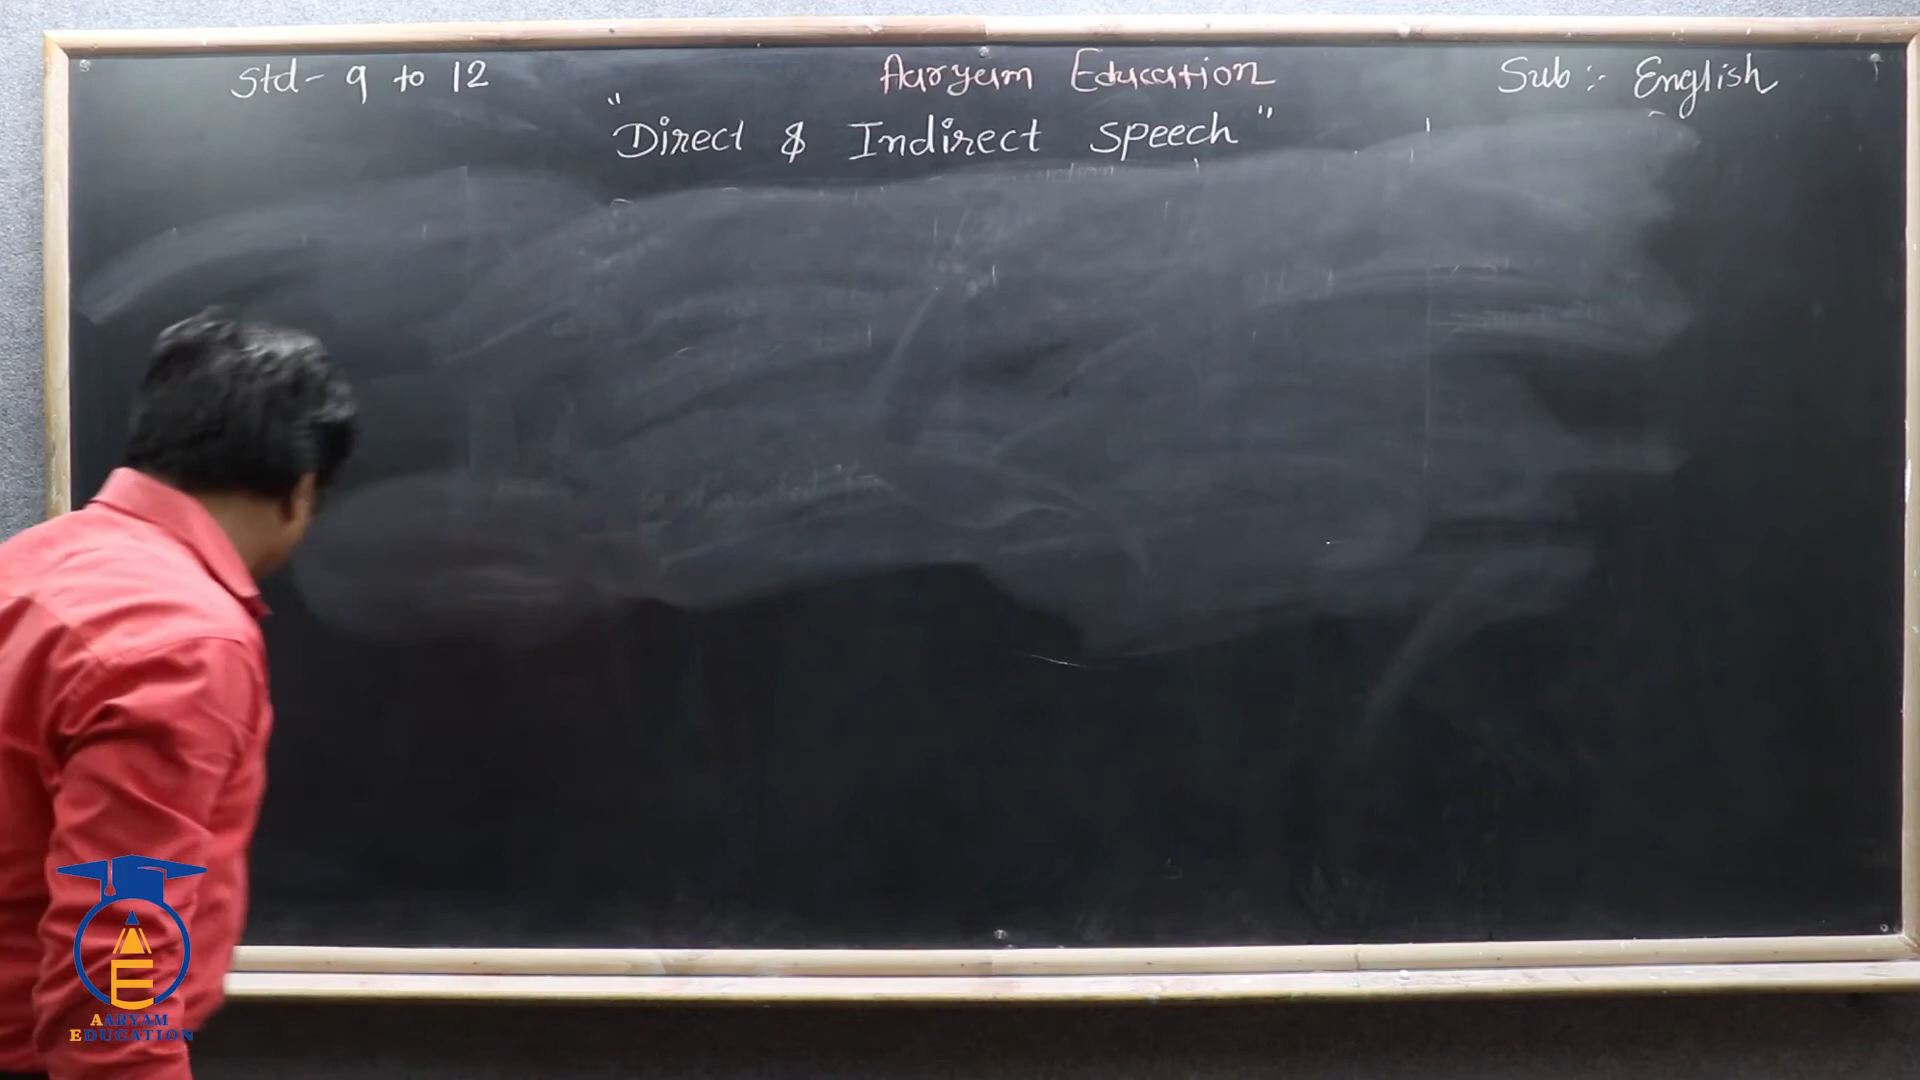 Std- 9 to 12
Aaryam Education
Sub :- English
"Direct & Indirect Speech"
AARYAM
EDUCATION